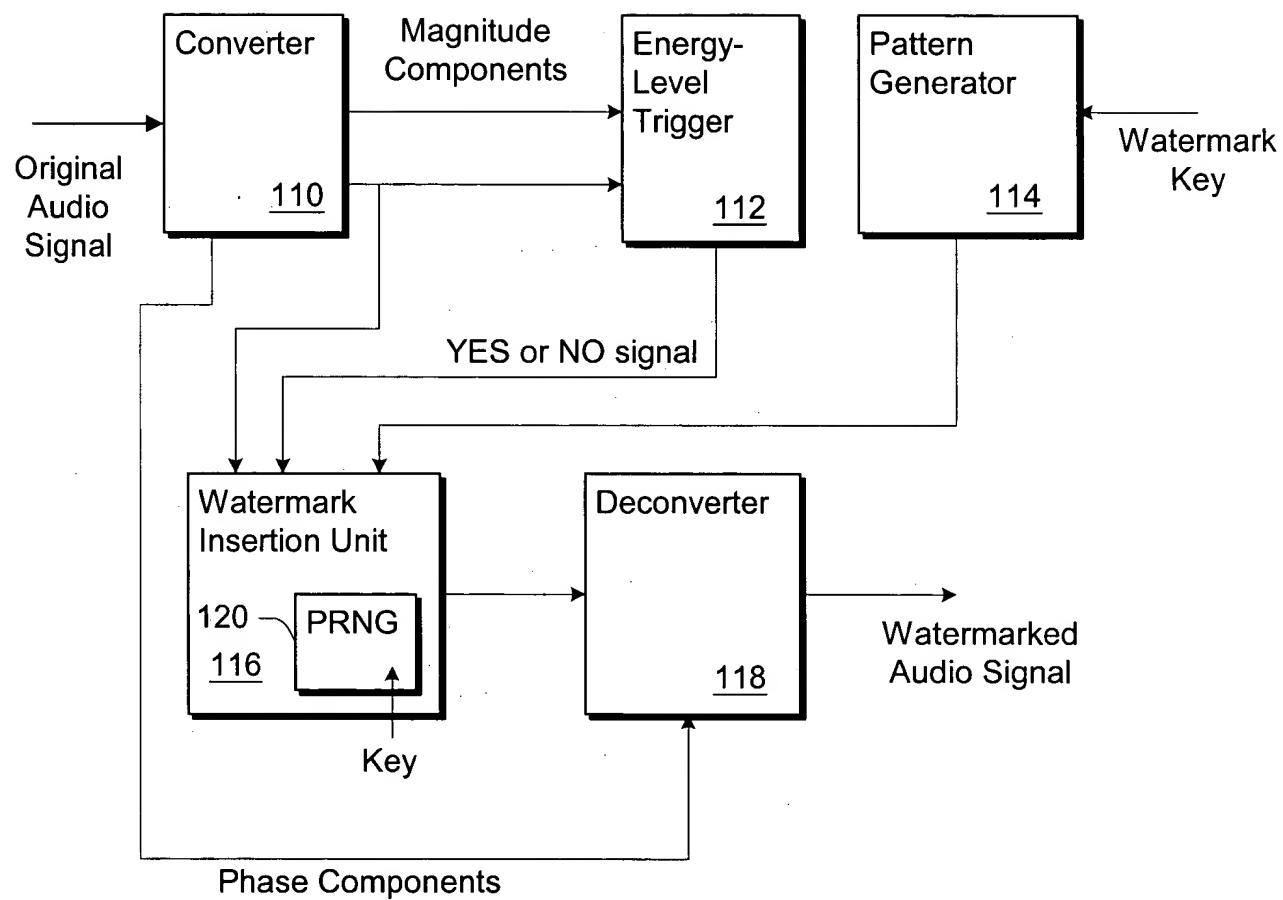 Converter
110
Magnitude
Components
Energy-
Level
Trigger
112
Pattern
Generator
114
Original
Audio
Signal
Watermark
Key
YES or NO signal
Watermark
Insertion Unit
120
PRNG
116
Key
Deconverter
118
Watermarked
Audio Signal
Phase Components